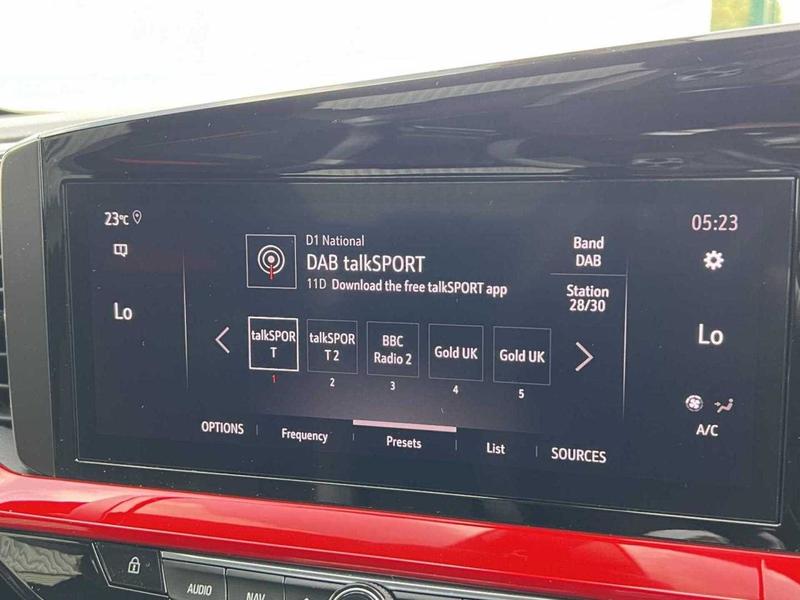 23°C
05:23
D1 National
DAB talkSPORT
11D Download the free talkSPORT app
Band
DAB
Station
28/30
Lo
Lo
talkSPOR
T
1
talkSPOR
T 2
2
BBC
Radio 2
3
Gold UK
4
Gold UK
5
A/C
OPTIONS
Frequency
Presets
List
SOURCES
AUDIO
NAV